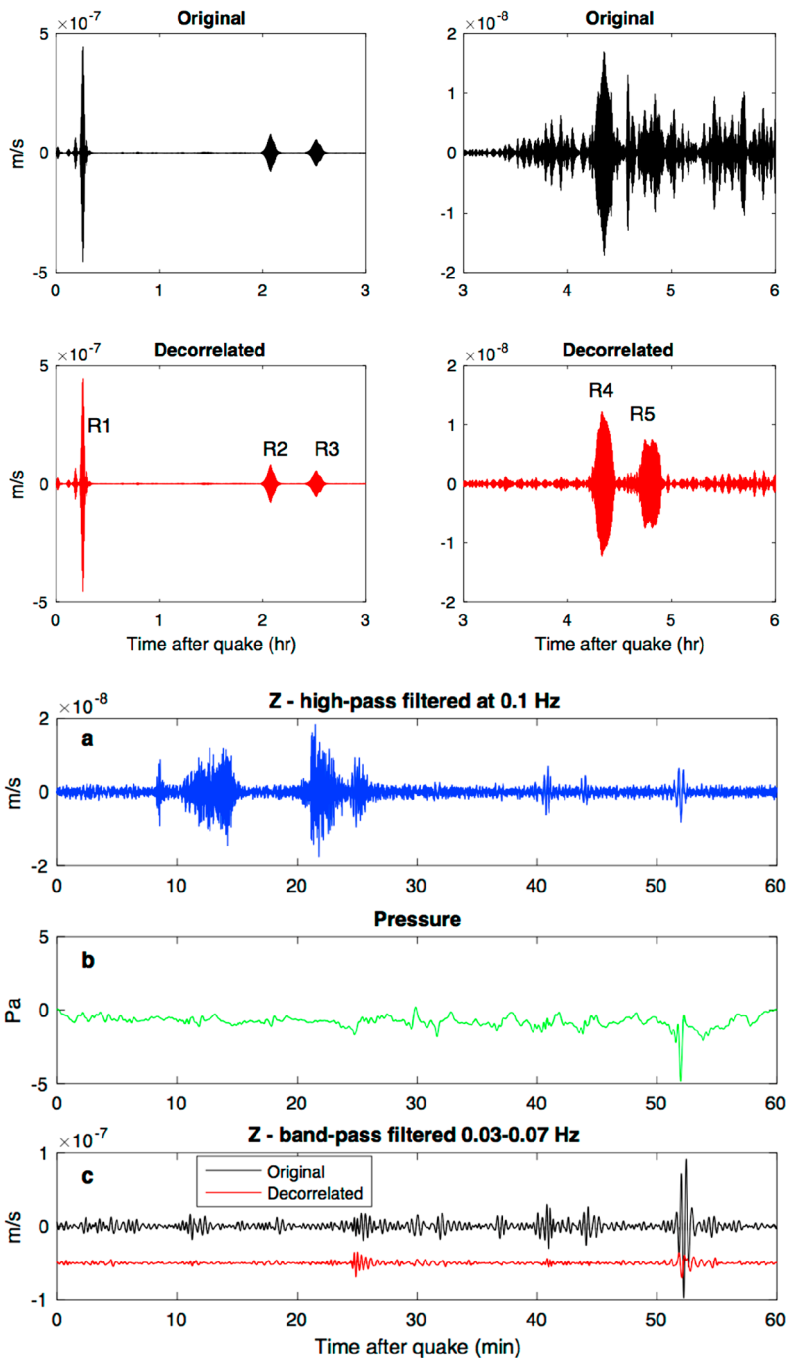 Original
×10⁻⁷
5
0
-5
m/s
0 1 2 3
Original
×10⁻⁸
2
1
0
-1
-2
3 4 5 6
Decorrelated
×10⁻⁷
5
0
-5
m/s
R1
R2
R3
0 1 2 3
Time after quake (hr)
Decorrelated
×10⁻⁸
2
1
0
-1
-2
R4
R5
3 4 5 6
Time after quake (hr)
Z - high-pass filtered at 0.1 Hz
×10⁻⁸
a
2
0
-2
m/s
0 10 20 30 40 50 60
Pressure
b
5
0
-5
Pa
0 10 20 30 40 50 60
Z - band-pass filtered 0.03-0.07 Hz
×10⁻⁷
c
1
0
-1
m/s
Original
Decorrelated
0 10 20 30 40 50 60
Time after quake (min)